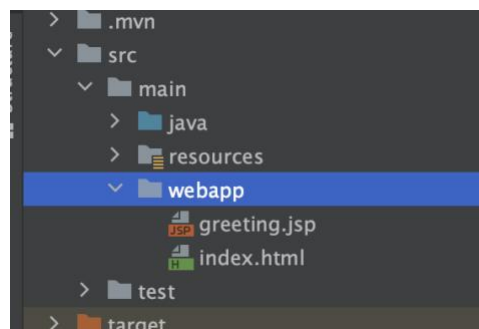 .mvn
src
main
java
resources
webapp
JSP greeting.jsp
H index.html
test
target